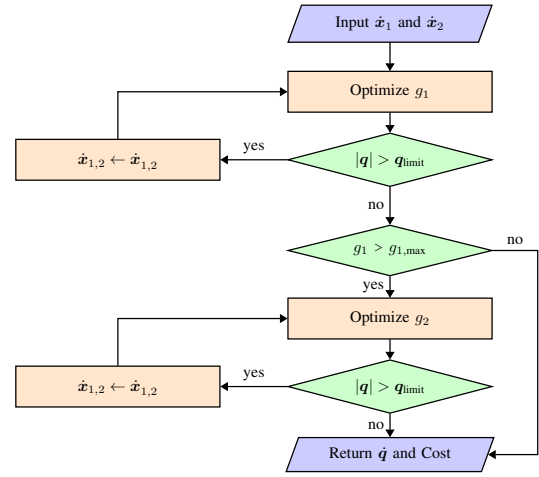 Input ẋ₁ and ẋ₂
Optimize g₁
ẋ₁,₂ ← ẋ₁,₂
yes
|q| > q_limit
no
g₁ > g₁,max
no
yes
Optimize g₂
ẋ₁,₂ ← ẋ₁,₂
yes
|q| > q_limit
no
Return q̇ and Cost